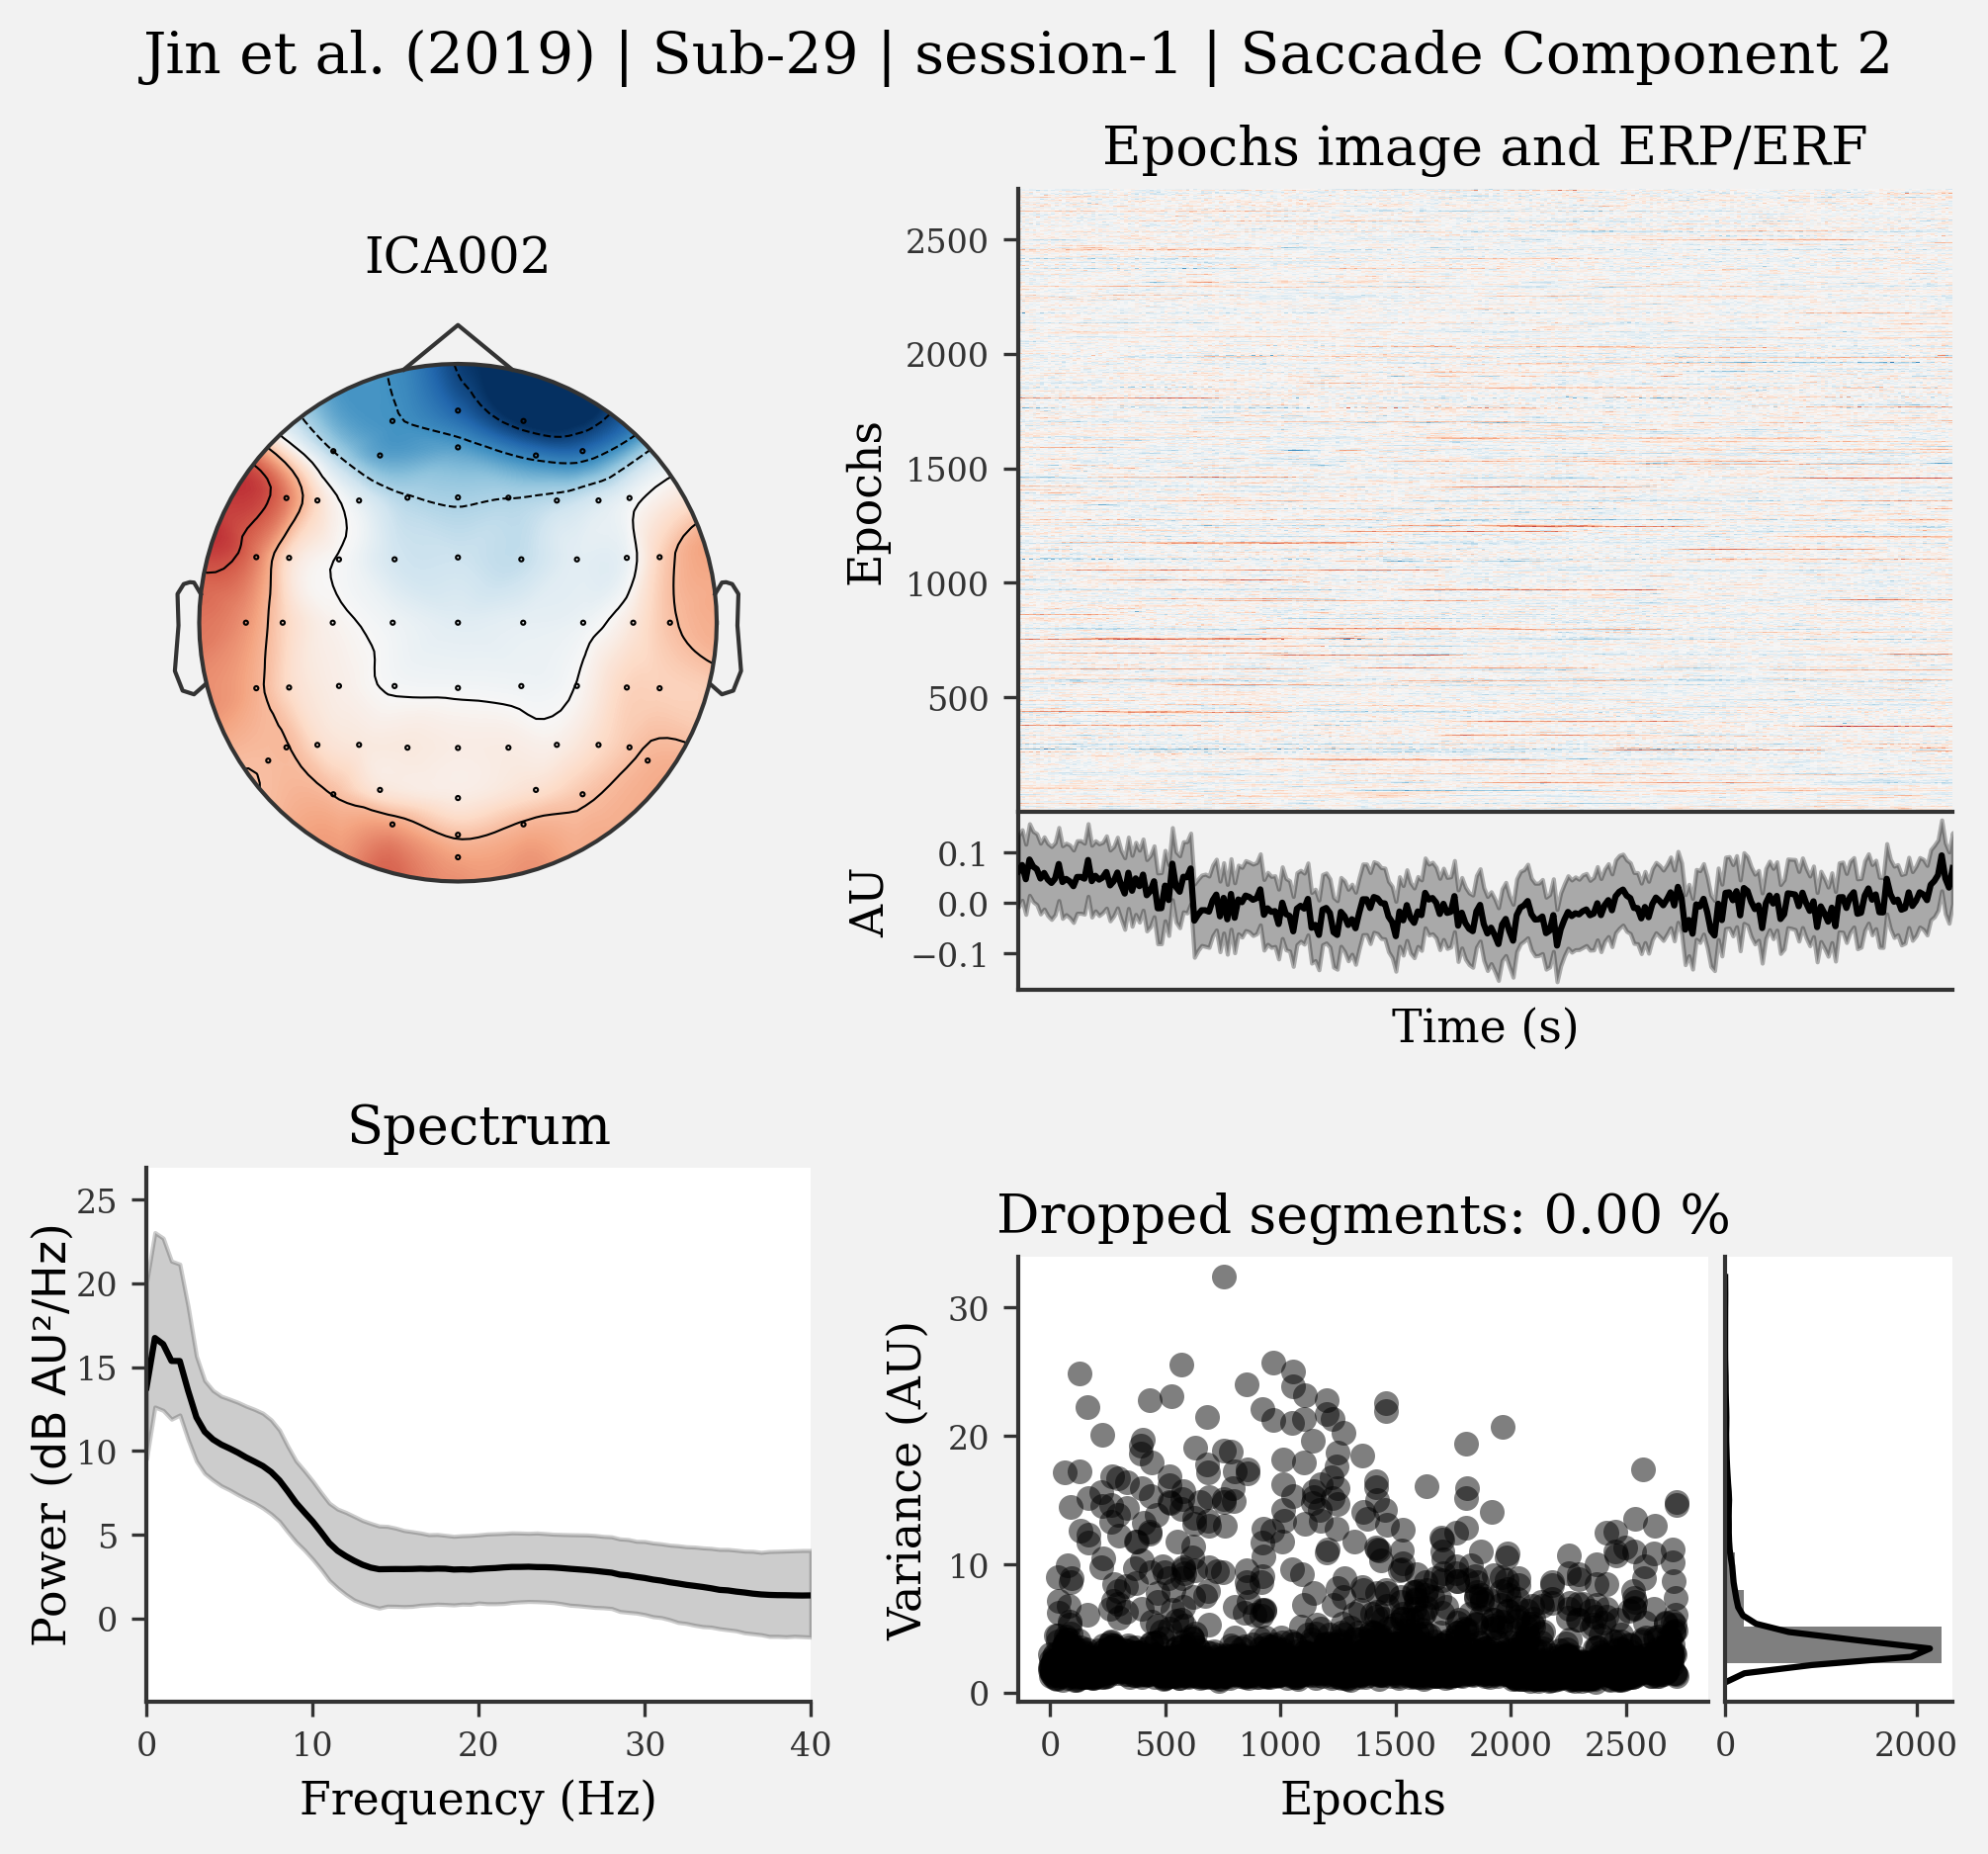 Jin et al. (2019) | Sub-29 | session-1 | Saccade Component 2
ICA002
Epochs image and ERP/ERF
2500
2000
1500
1000
500
Epochs
0.1
0.0
−0.1
AU
Time (s)
Spectrum
25
20
15
10
5
0
Power (dB AU²/Hz)
0 10 20 30 40
Frequency (Hz)
Dropped segments: 0.00 %
30
20
10
0
Variance (AU)
0 500 1000 1500 2000 2500
Epochs
0 2000